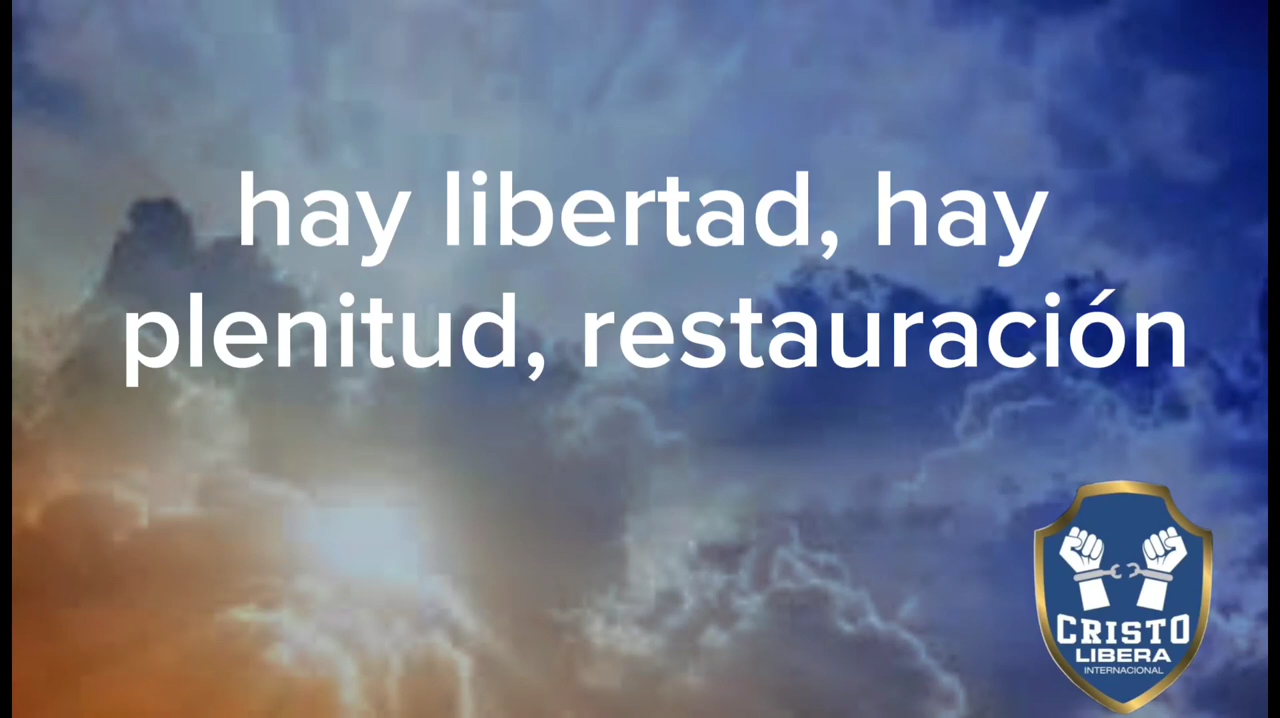 hay libertad, hay
plenitud, restauración
CRISTO
LIBERA
INTERNACIONAL